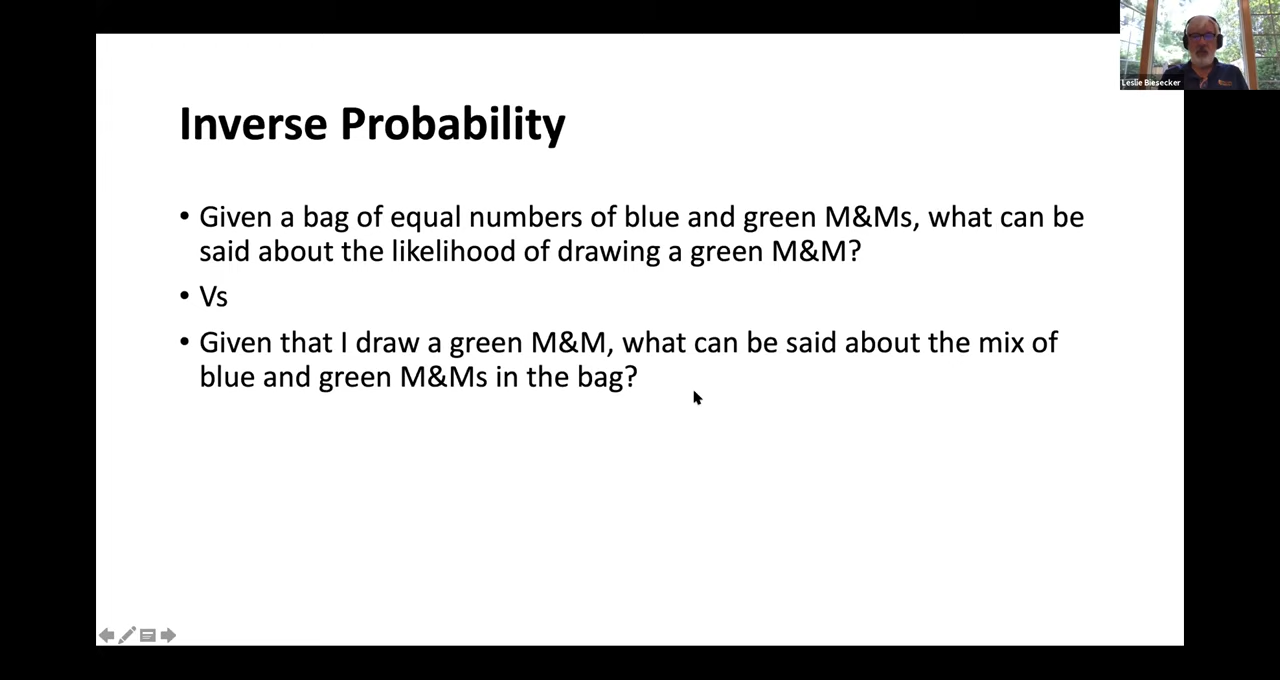 Leslie Biesecker
Inverse Probability
• Given a bag of equal numbers of blue and green M&Ms, what can be
said about the likelihood of drawing a green M&M?
• Vs
• Given that I draw a green M&M, what can be said about the mix of
blue and green M&Ms in the bag?